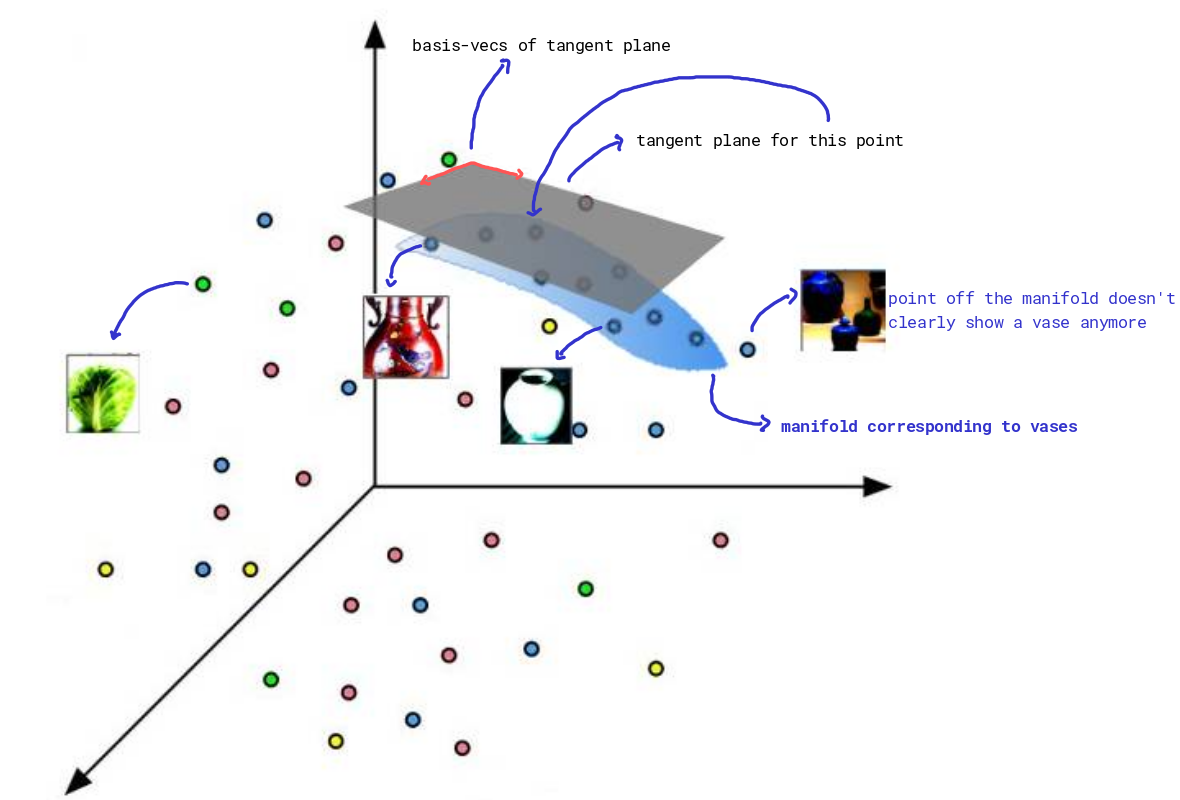 basis-vecs of tangent plane
tangent plane for this point
point off the manifold doesn't
clearly show a vase anymore
manifold corresponding to vases